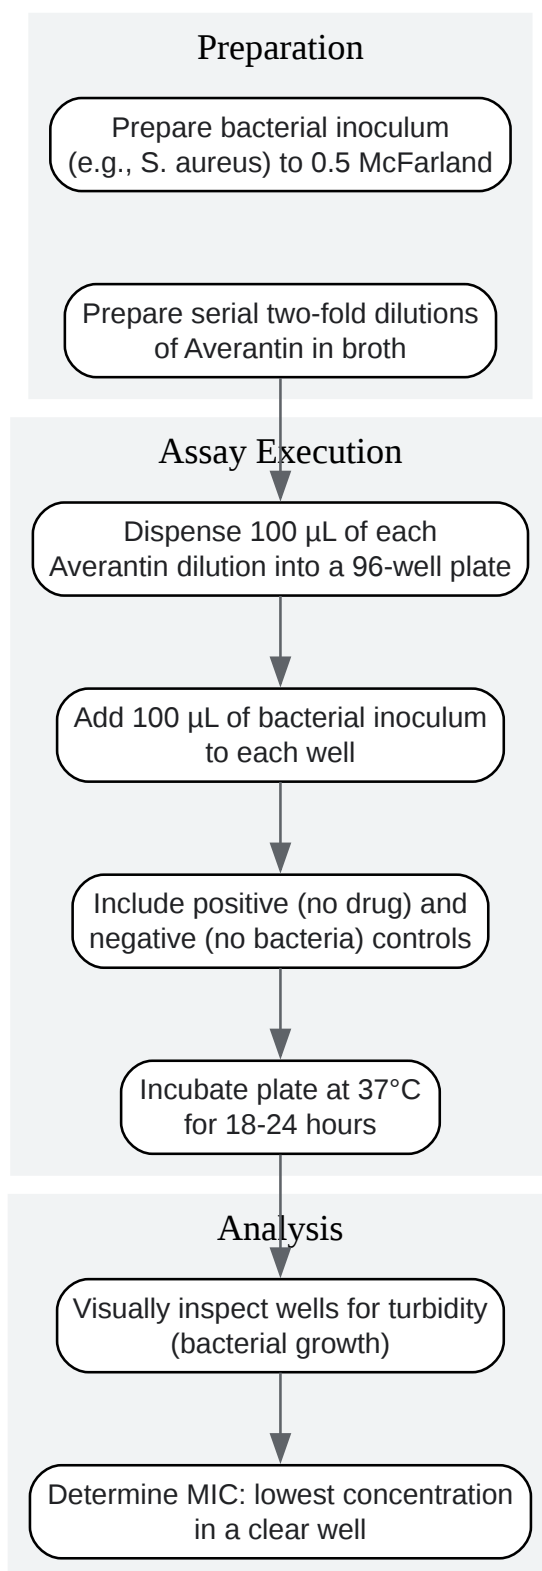 Preparation
Prepare bacterial inoculum
(e.g., S. aureus) to 0.5 McFarland
Prepare serial two-fold dilutions
of Averantin in broth
Assay Execution
Dispense 100 µL of each
Averantin dilution into a 96-well plate
Add 100 µL of bacterial inoculum
to each well
Include positive (no drug) and
negative (no bacteria) controls
Incubate plate at 37°C
for 18-24 hours
Analysis
Visually inspect wells for turbidity
(bacterial growth)
Determine MIC: lowest concentration
in a clear well